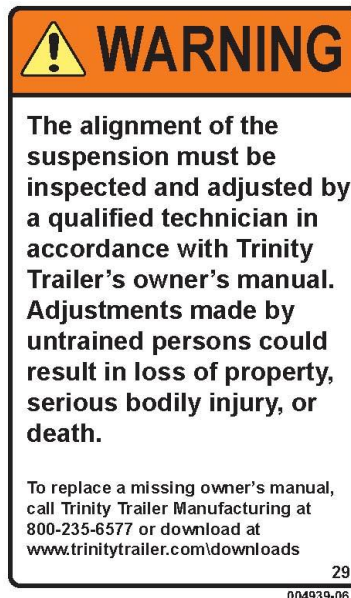 WARNING
The alignment of the
suspension must be
inspected and adjusted by
a qualified technician in
accordance with Trinity
Trailer's owner's manual.
Adjustments made by
untrained persons could
result in loss of property,
serious bodily injury, or
death.
To replace a missing owner's manual,
call Trinity Trailer Manufacturing at
800-235-6577 or download at
www.trinitytrailer.com\downloads
29
004939-06